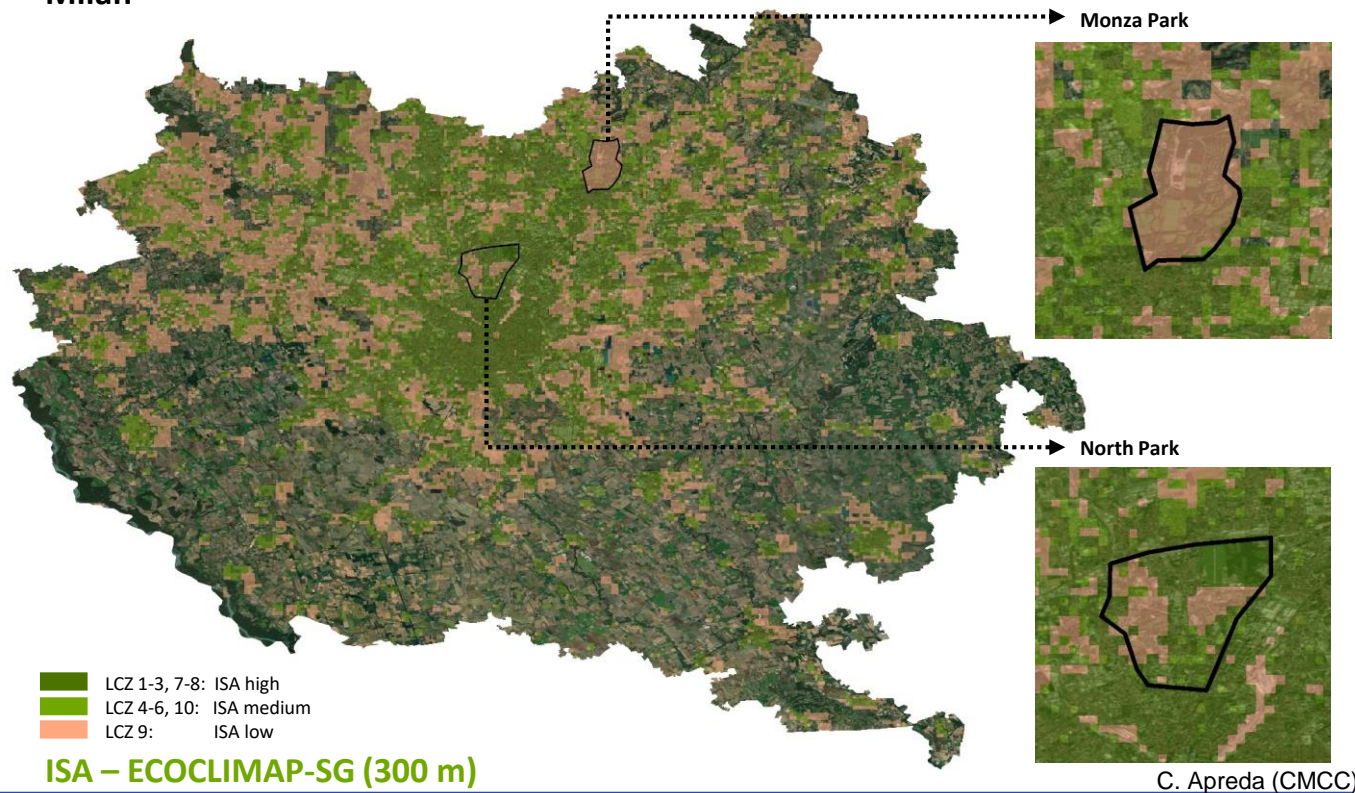 Milan
Monza Park
North Park
LCZ 1-3, 7-8: ISA high
LCZ 4-6, 10: ISA medium
LCZ 9: ISA low
ISA – ECOCLIMAP-SG (300 m)
C. Apreda (CMCC)